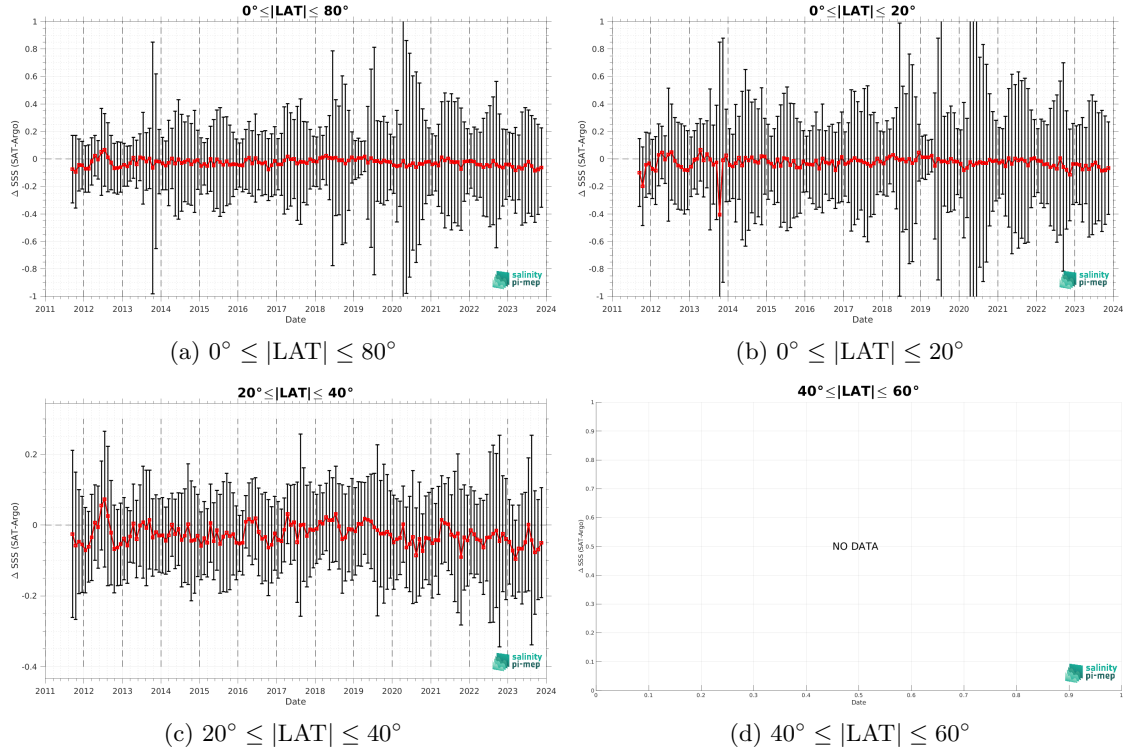 0°≤|LAT|≤ 80°
1
0.8
0.6
0.4
0.2
0
-0.2
-0.4
-0.6
-0.8
-1
Δ SSS (SAT-Argo)
2011 2012 2013 2014 2015 2016 2017 2018 2019 2020 2021 2022 2023 2024
Date
salinity
pi-mep
(a) 0° ≤ |LAT| ≤ 80°
0°≤|LAT|≤ 20°
1
0.8
0.6
0.4
0.2
0
-0.2
-0.4
-0.6
-0.8
-1
Δ SSS (SAT-Argo)
2011 2012 2013 2014 2015 2016 2017 2018 2019 2020 2021 2022 2023 2024
Date
salinity
pi-mep
(b) 0° ≤ |LAT| ≤ 20°
20°≤|LAT|≤ 40°
0.2
0
-0.2
-0.4
Δ SSS (SAT-Argo)
2011 2012 2013 2014 2015 2016 2017 2018 2019 2020 2021 2022 2023 2024
Date
salinity
pi-mep
(c) 20° ≤ |LAT| ≤ 40°
40°≤|LAT|≤ 60°
1
0.9
0.8
0.7
0.6
0.5
0.4
0.3
0.2
0.1
0
Δ SSS (SAT-Argo)
NO DATA
0 0.1 0.2 0.3 0.4 0.5 0.6 0.7 0.8 0.9 1
Date
salinity
pi-mep
(d) 40° ≤ |LAT| ≤ 60°